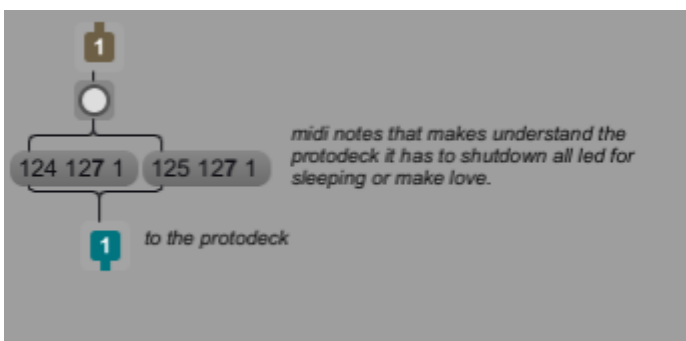 1
midi notes that makes understand the
protodeck it has to shutdown all led for
sleeping or make love.
124 127 1
125 127 1
1
to the protodeck